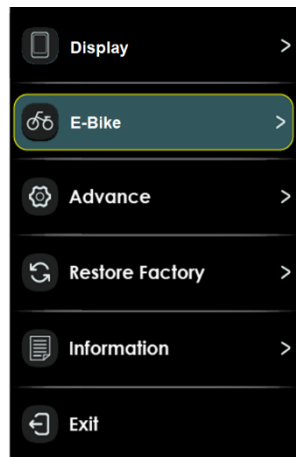 Display >
E-Bike >
Advance >
Restore Factory >
Information >
Exit